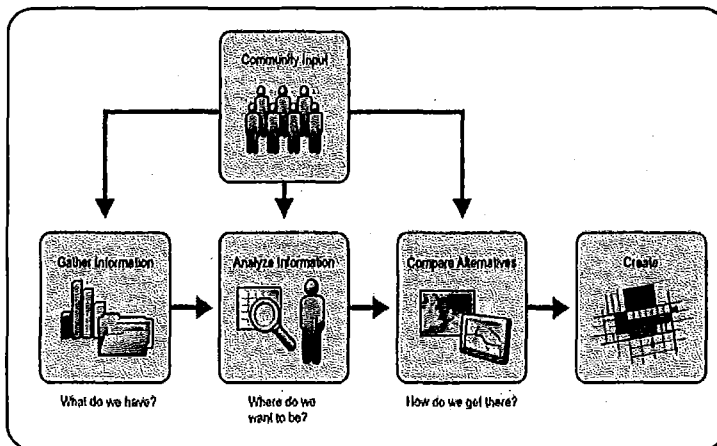 Community Input
Gather Information
Analyze Information
Compare Alternatives
Create
What do we have?
Where do we
want to be?
How do we get there?